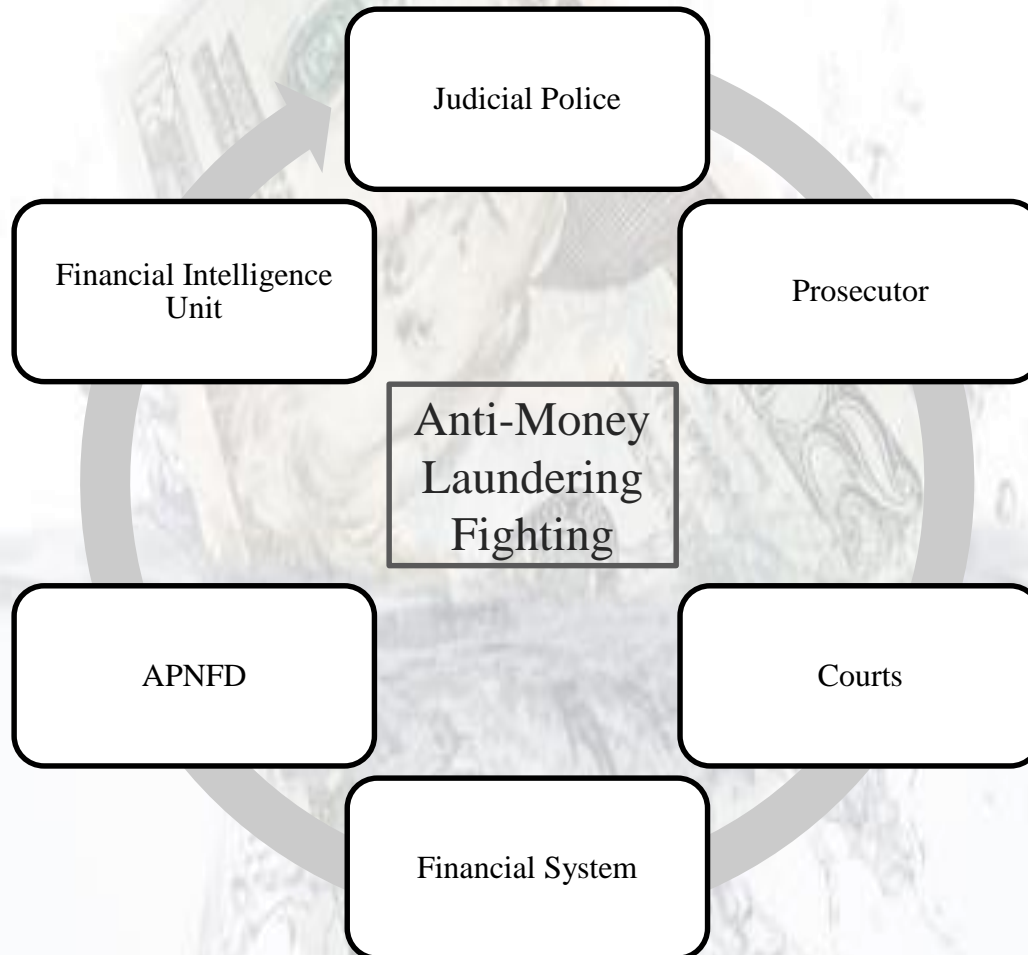 Judicial Police
Financial Intelligence
Unit
Prosecutor
Anti-Money
Laundering
Fighting
APNFD
Courts
Financial System